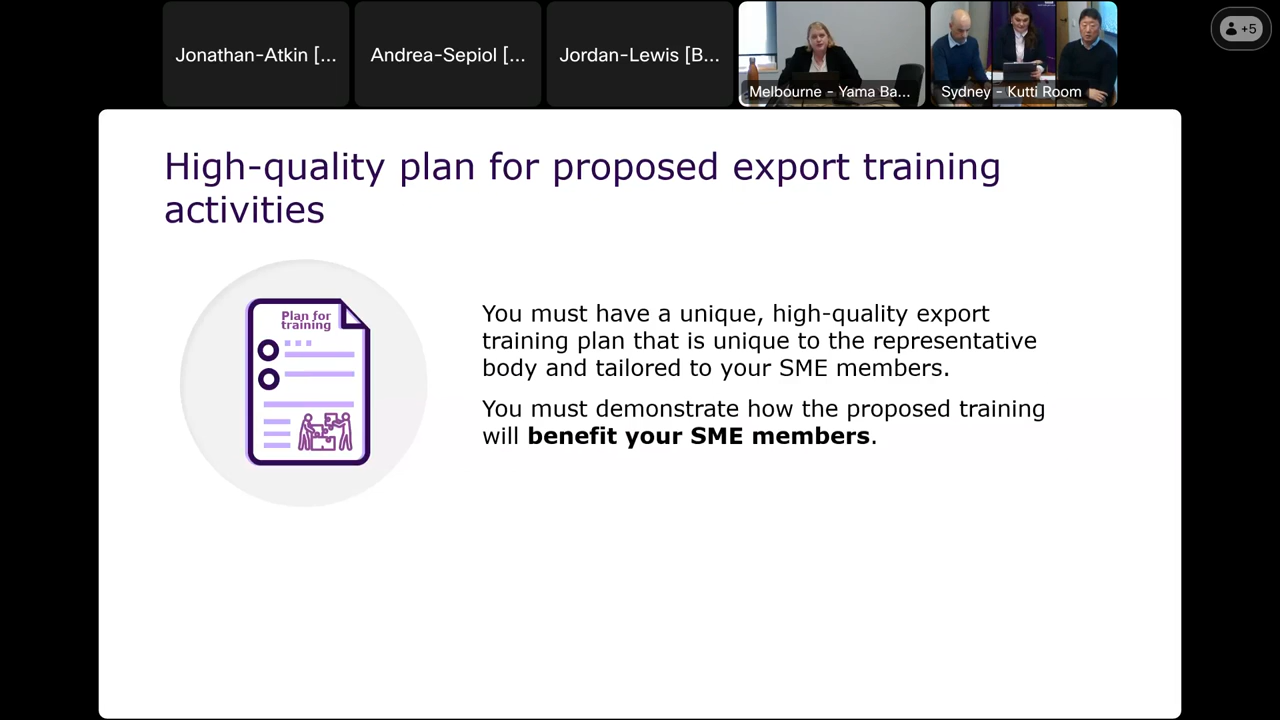 Jonathan-Atkin [...
Andrea-Sepiol [...
Jordan-Lewis [B...
Melbourne - Yama Ba...
Sydney - Kutti Room
+5
High-quality plan for proposed export training
activities
Plan for
training
You must have a unique, high-quality export
training plan that is unique to the representative
body and tailored to your SME members.
You must demonstrate how the proposed training
will benefit your SME members.